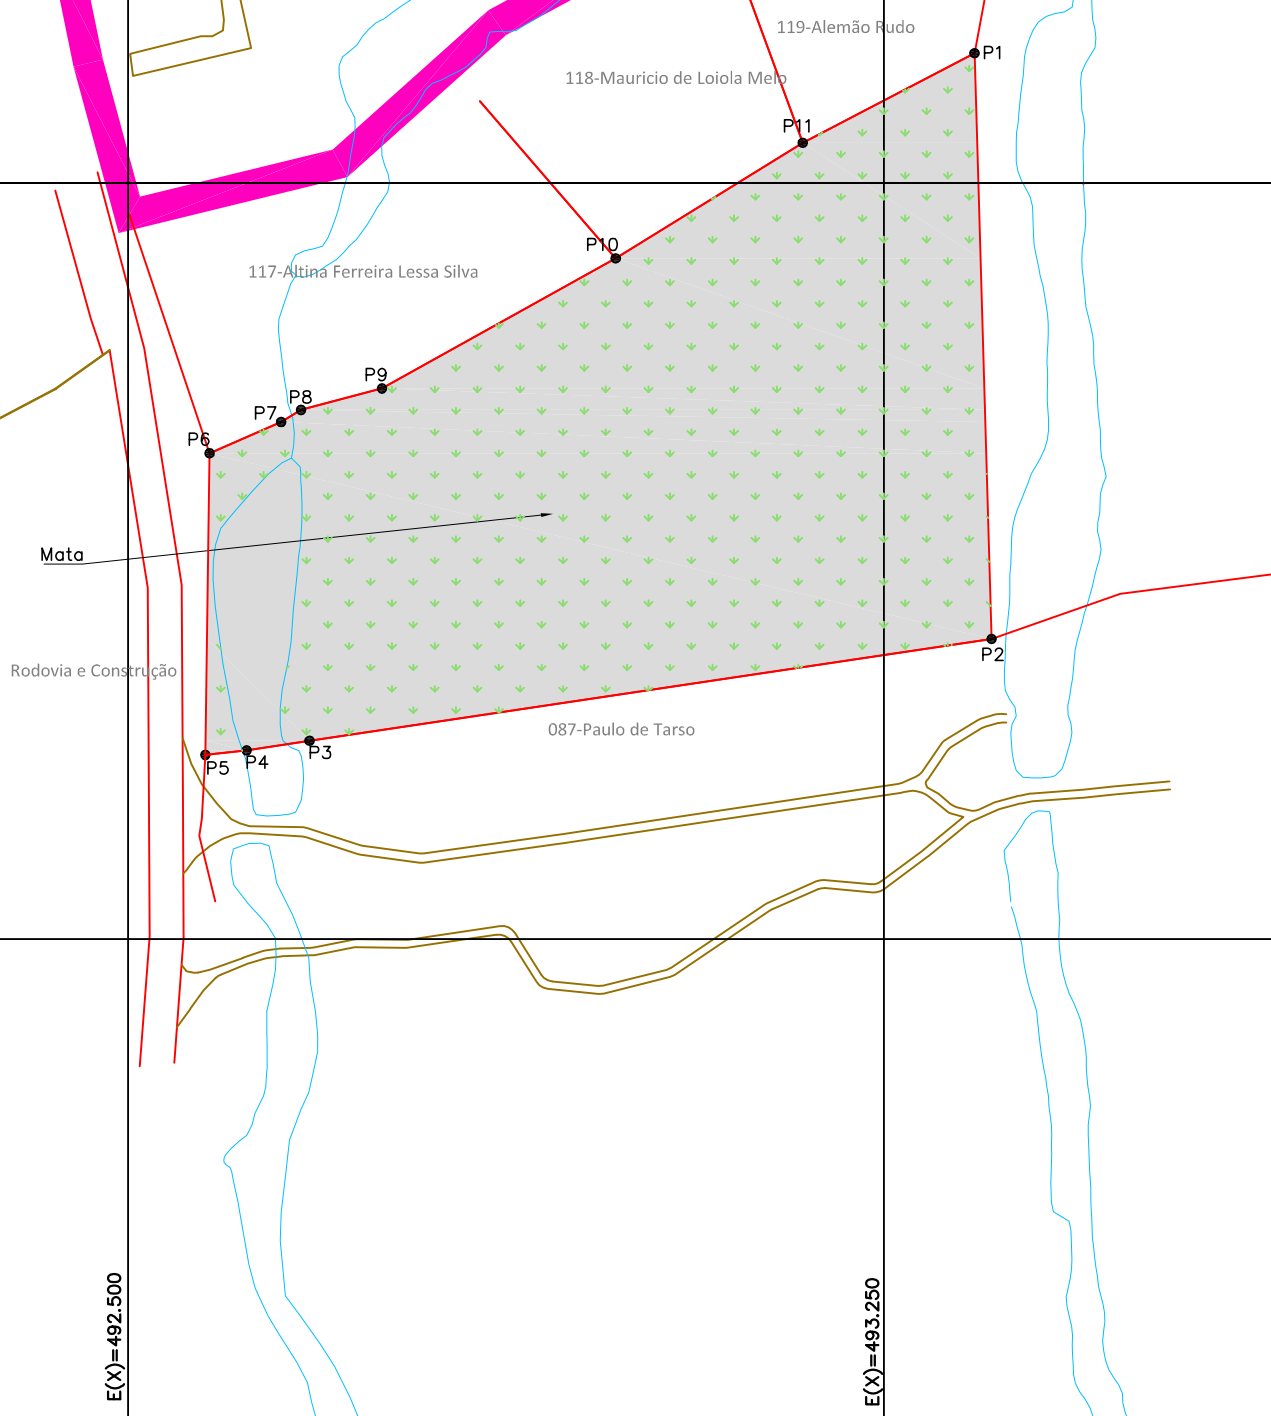 119-Alemão Rudo
P1
118-Mauricio de Loiola Melo
P11
P10
117-Altina Ferreira Lessa Silva
P9
P8
P7
P6
Mata
P2
Rodovia e Construção
087-Paulo de Tarso
P3
P4
P5
E(X)=492.500
E(X)=493.250